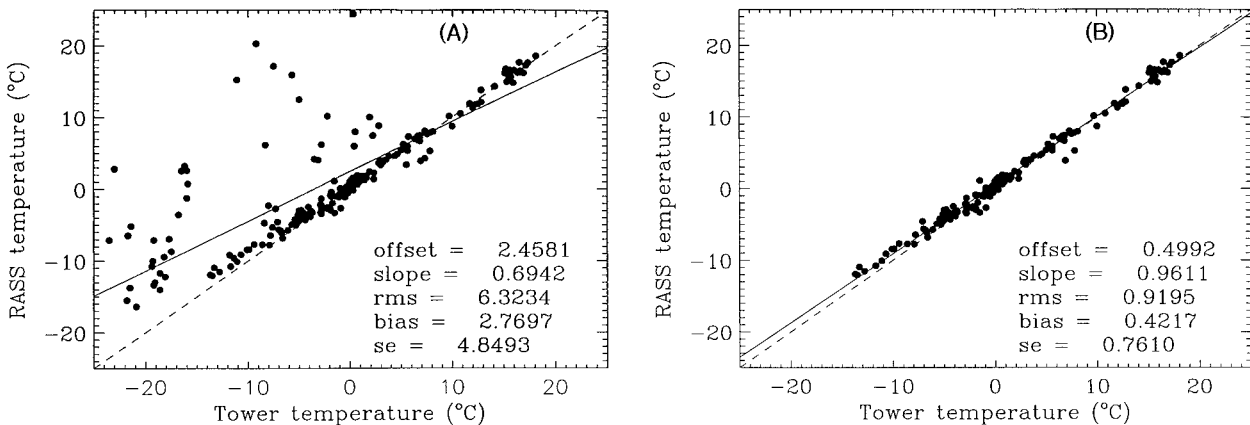 (A)
RASS temperature (°C)
20
10
0
−10
−20
offset = 2.4581
slope = 0.6942
rms = 6.3234
bias = 2.7697
se = 4.8493
−20 −10 0 10 20
Tower temperature (°C)
(B)
RASS temperature (°C)
20
10
0
−10
−20
offset = 0.4992
slope = 0.9611
rms = 0.9195
bias = 0.4217
se = 0.7610
−20 −10 0 10 20
Tower temperature (°C)